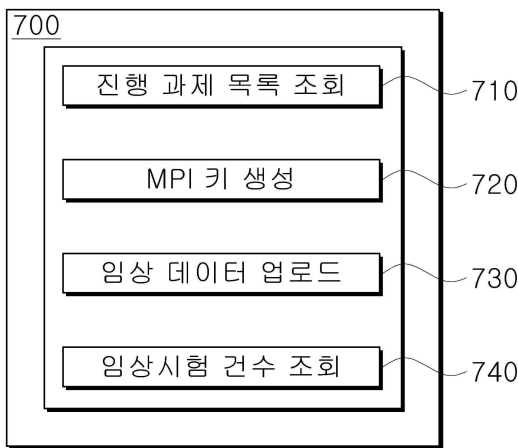 700
진행 과제 목록 조회
710
MPI 키 생성
720
임상 데이터 업로드
730
임상시험 건수 조회
740